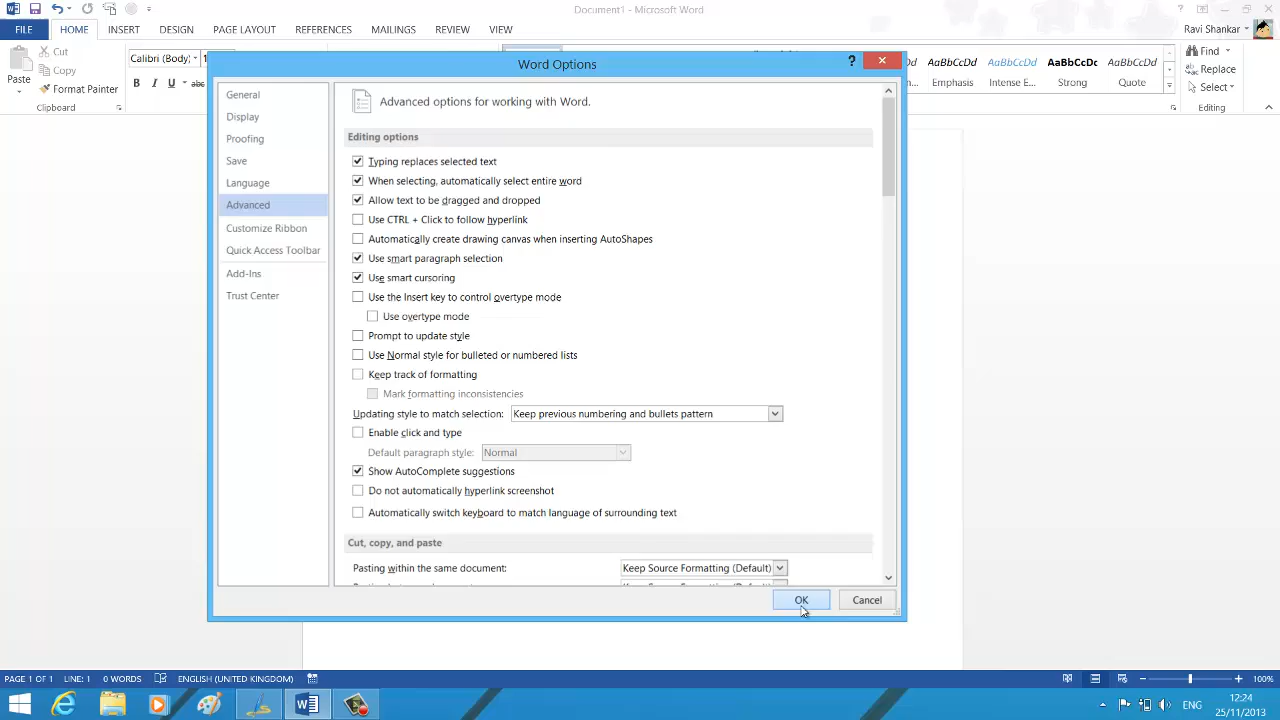 Document1 - Microsoft Word
FILE HOME INSERT DESIGN PAGE LAYOUT REFERENCES MAILINGS REVIEW VIEW Ravi Shankar
Paste
Cut
Copy
Format Painter
Clipboard
Calibri (Body)
B I U abc
AaBbCcDd AaBbCcDd AaBbCcDc AaBbCcDd
Emphasis Intense E... Strong Quote
Find
Replace
Select
Editing
Word Options
General
Display
Proofing
Save
Language
Advanced
Customize Ribbon
Quick Access Toolbar
Add-Ins
Trust Center
Advanced options for working with Word.
Editing options
Typing replaces selected text
When selecting, automatically select entire word
Allow text to be dragged and dropped
Use CTRL + Click to follow hyperlink
Automatically create drawing canvas when inserting AutoShapes
Use smart paragraph selection
Use smart cursoring
Use the Insert key to control overtype mode
Use overtype mode
Prompt to update style
Use Normal style for bulleted or numbered lists
Keep track of formatting
Mark formatting inconsistencies
Updating style to match selection: Keep previous numbering and bullets pattern
Enable click and type
Default paragraph style: Normal
Show AutoComplete suggestions
Do not automatically hyperlink screenshot
Automatically switch keyboard to match language of surrounding text
Cut, copy, and paste
Pasting within the same document: Keep Source Formatting (Default)
OK Cancel
PAGE 1 OF 1 LINE: 1 0 WORDS ENGLISH (UNITED KINGDOM) 100%
ENG
12:24
25/11/2013